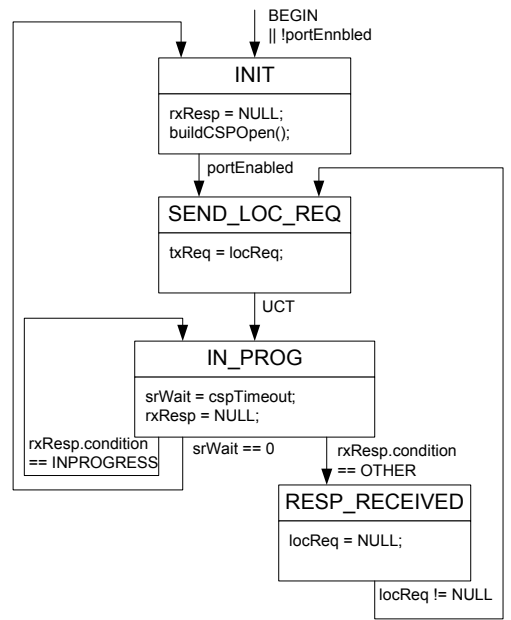 BEGIN
|| !portEnnbled
INIT
rxResp = NULL;
buildCSPOpen();
portEnabled
SEND_LOC_REQ
txReq = locReq;
UCT
IN_PROG
srWait = cspTimeout;
rxResp = NULL;
rxResp.condition
== INPROGRESS
srWait == 0
rxResp.condition
== OTHER
RESP_RECEIVED
locReq = NULL;
locReq != NULL